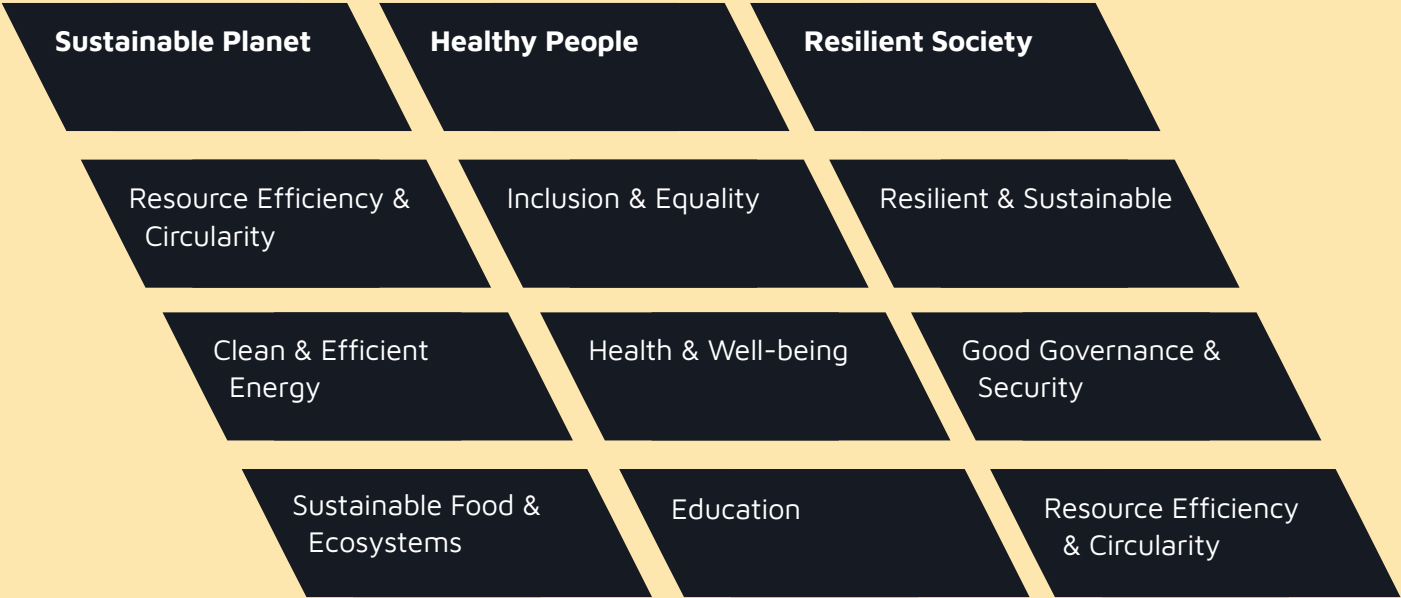 Sustainable Planet
Healthy People
Resilient Society
Resource Efficiency &
Circularity
Inclusion & Equality
Resilient & Sustainable
Clean & Efficient
Energy
Health & Well-being
Good Governance &
Security
Sustainable Food &
Ecosystems
Education
Resource Efficiency
& Circularity